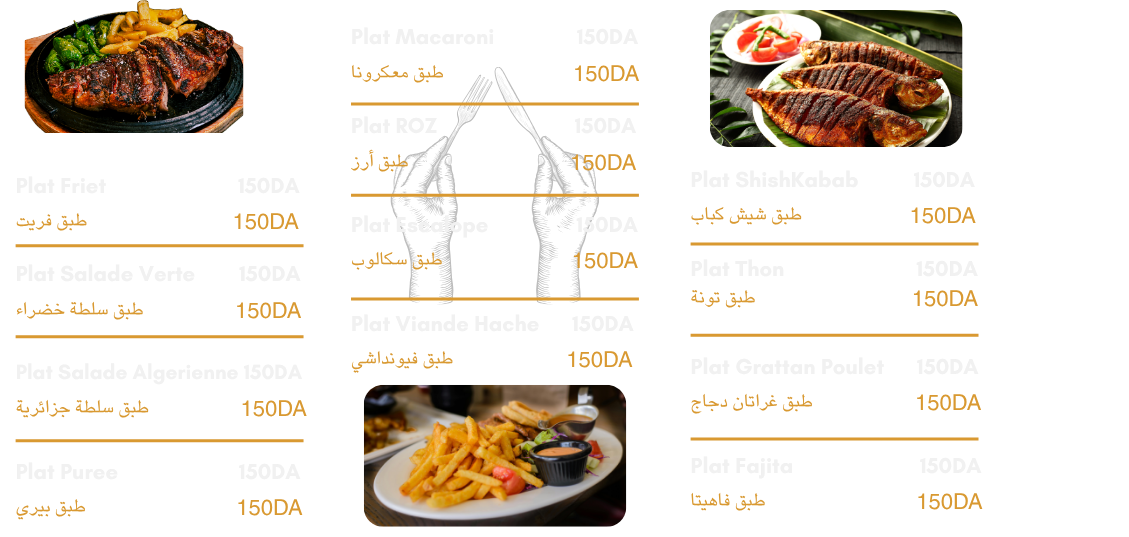 Plat Friet 150DA
طبق فريت 150DA
Plat Salade Verte 150DA
طبق سلطة خضراء 150DA
Plat Salade Algerienne 150DA
طبق سلطة جزائرية 150DA
Plat Puree 150DA
طبق بيري 150DA
Plat Macaroni 150DA
طبق معكرونا 150DA
Plat ROZ 150DA
طبق أرز 150DA
Plat Escalope 150DA
طبق سكالوب 150DA
Plat Viande Hache 150DA
طبق فيونداشي 150DA
Plat ShishKabab 150DA
طبق شيش كباب 150DA
Plat Thon 150DA
طبق تونة 150DA
Plat Grattan Poulet 150DA
طبق غراتان دجاج 150DA
Plat Fajita 150DA
طبق فاهيتا 150DA